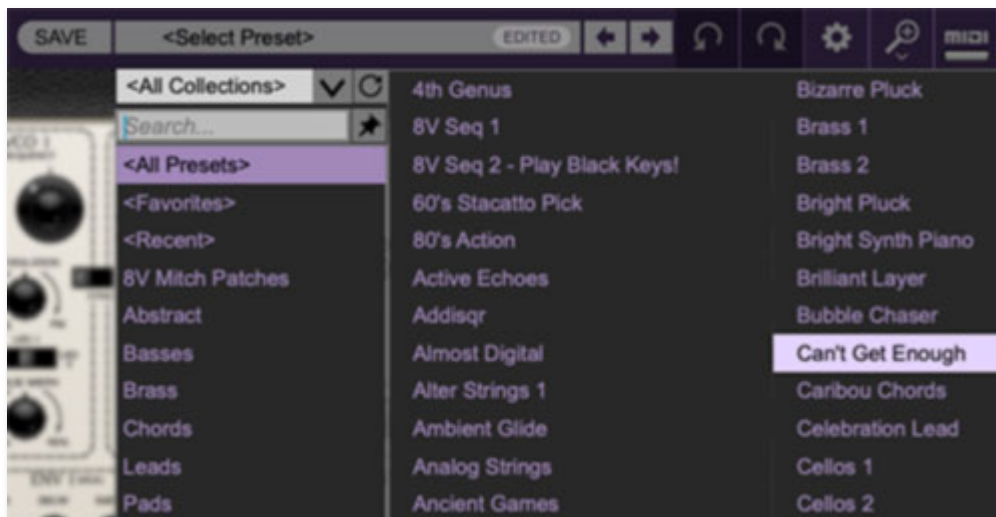 SAVE <Select Preset> EDITED MIDI
<All Collections>
Search...
<All Presets>
<Favorites>
<Recent>
8V Mitch Patches
Abstract
Basses
Brass
Chords
Leads
Pads
4th Genus
8V Seq 1
8V Seq 2 - Play Black Keys!
60's Stacatto Pick
80's Action
Active Echoes
Addisqr
Almost Digital
Alter Strings 1
Ambient Glide
Analog Strings
Ancient Games
Bizarre Pluck
Brass 1
Brass 2
Bright Pluck
Bright Synth Piano
Brilliant Layer
Bubble Chaser
Can't Get Enough
Caribou Chords
Celebration Lead
Cellos 1
Cellos 2